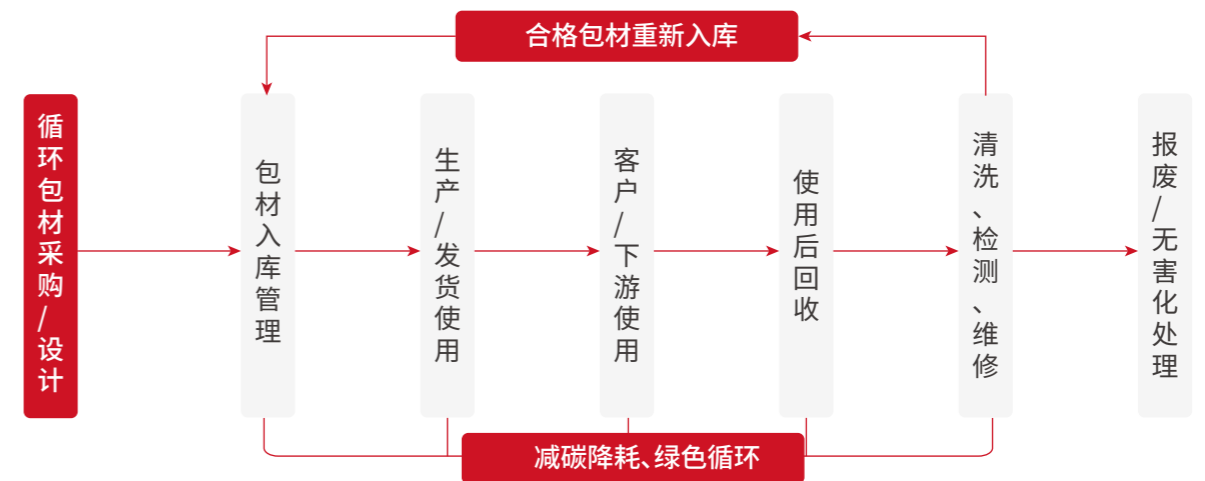 合格包材重新入库
循环包材采购/设计
包材入库管理
生产/发货使用
客户/下游使用
使用后回收
清洗、检测、维修
报废/无害化处理
减碳降耗、绿色循环